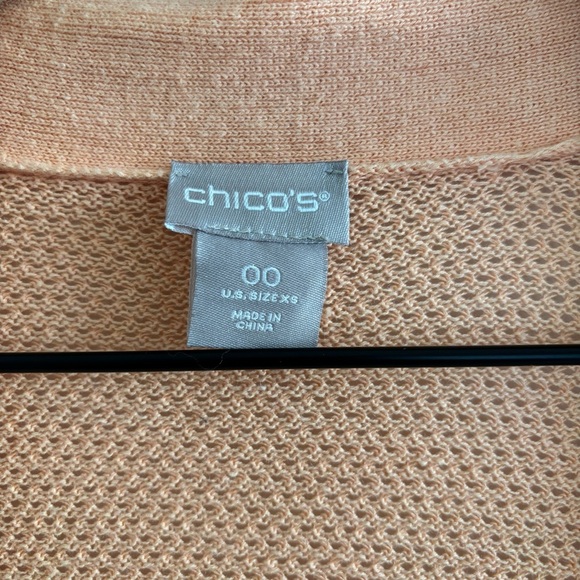 chico's®
00
U.S. SIZE XS
MADE IN
CHINA